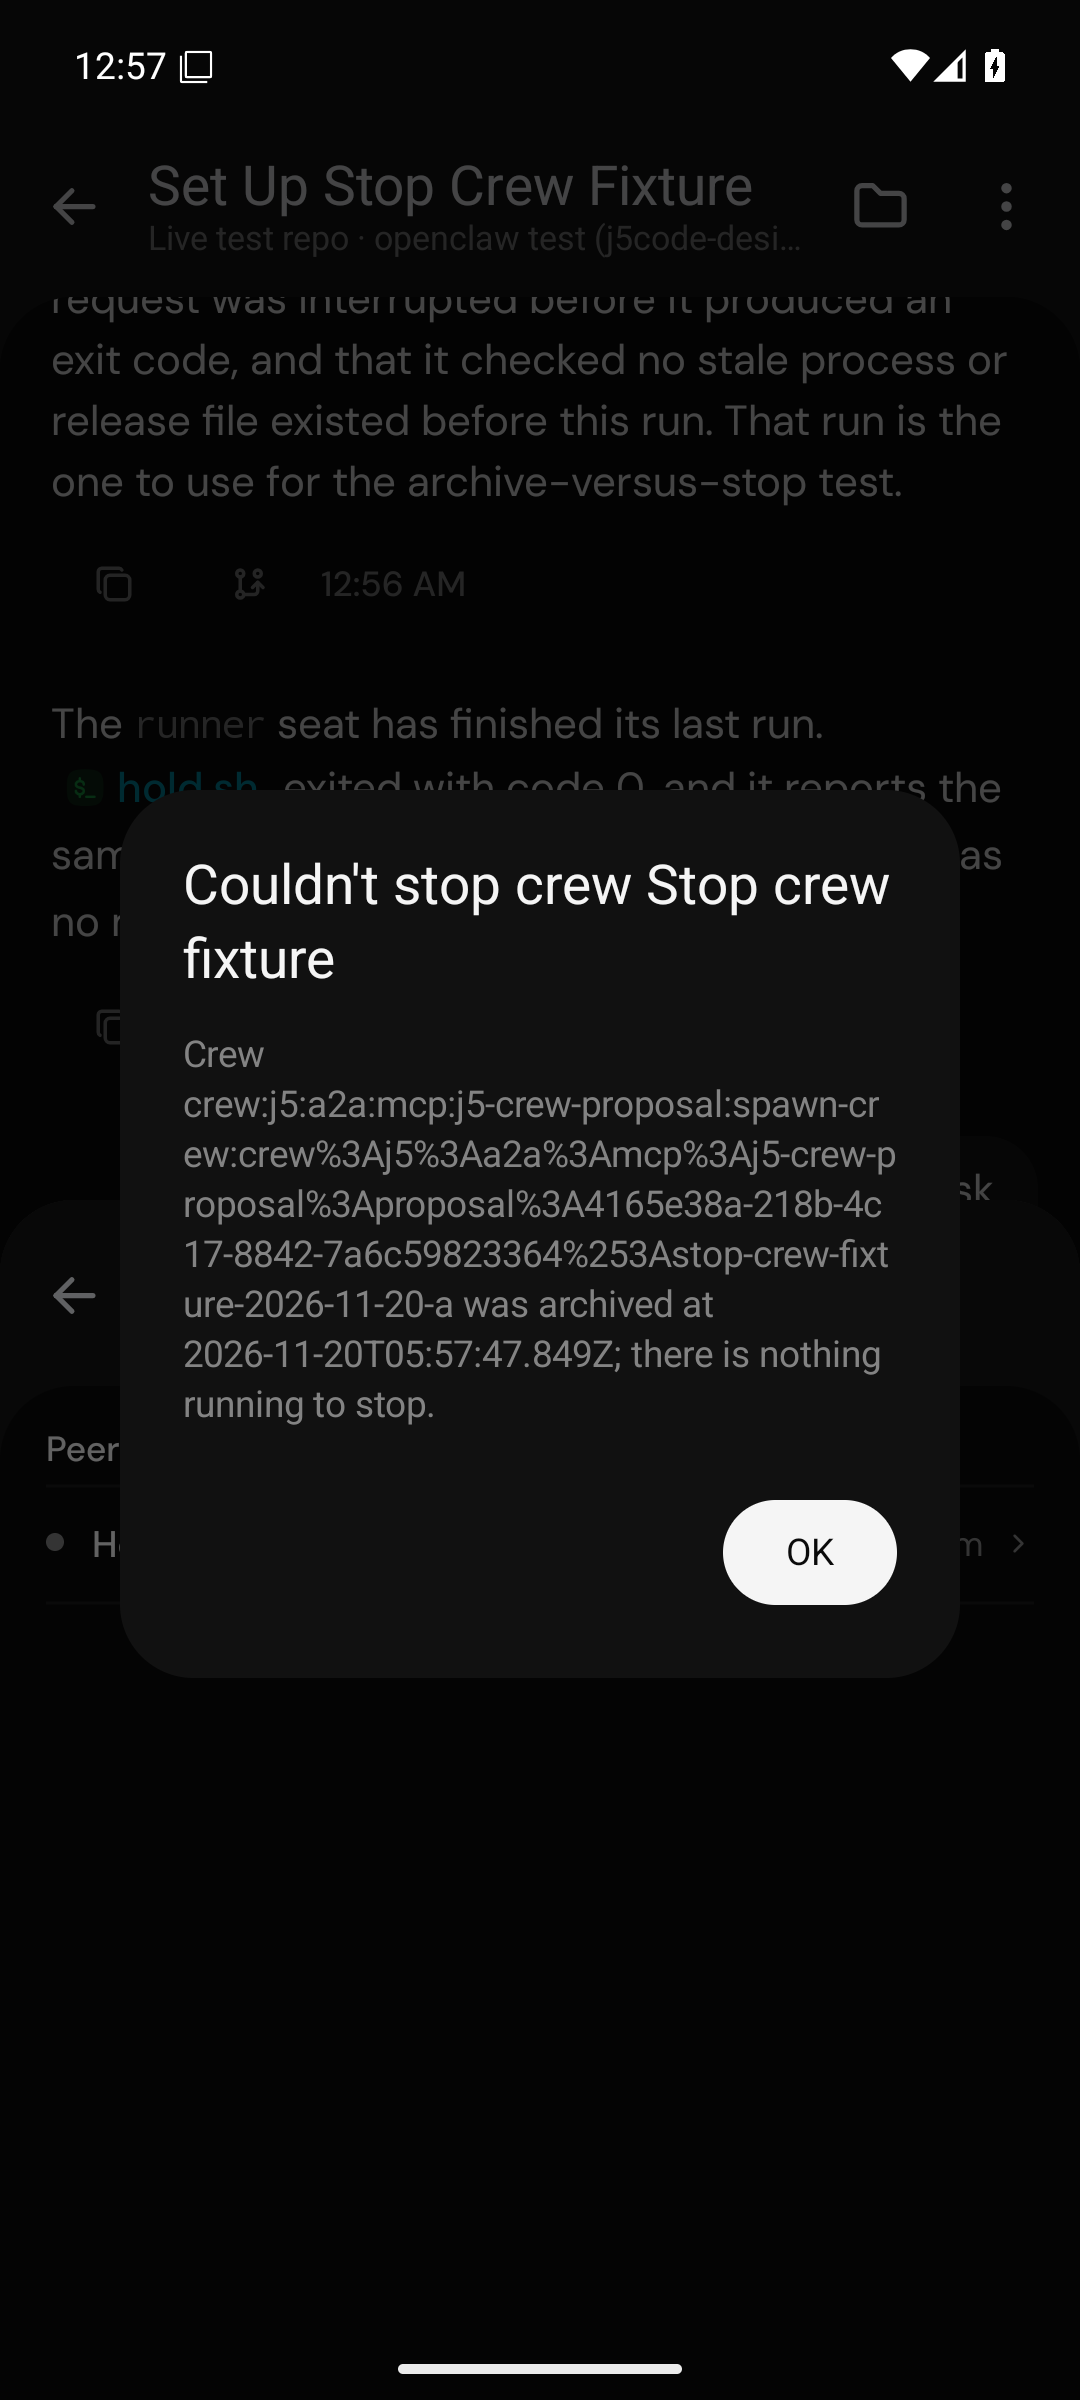 12:57
Set Up Stop Crew Fixture
Live test repo · openclaw test (j5code-desi…
request was interrupted before it produced an
exit code, and that it checked no stale process or
release file existed before this run. That run is the
one to use for the archive-versus-stop test.
12:56 AM
The runner seat has finished its last run.
$_ hold.sh exited with code 0, and it reports the
sam
as
no r
Couldn't stop crew Stop crew
fixture
Crew
crew:j5:a2a:mcp:j5-crew-proposal:spawn-cr
ew:crew%3Aj5%3Aa2a%3Amcp%3Aj5-crew-p
roposal%3Aproposal%3A4165e38a-218b-4c
17-8842-7a6c59823364%253Astop-crew-fixt
ure-2026-11-20-a was archived at
2026-11-20T05:57:47.849Z; there is nothing
running to stop.
sk
Peer
H
m
OK